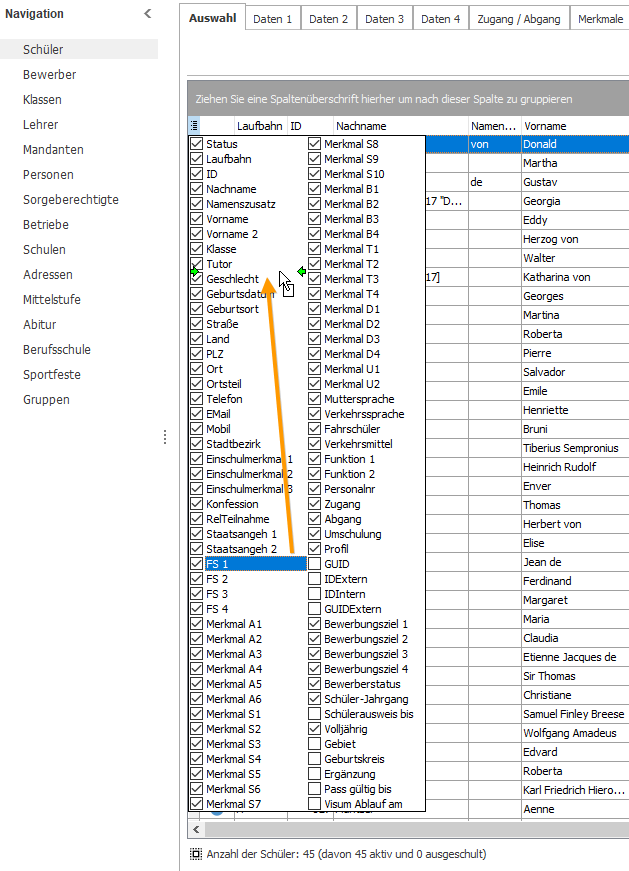 Navigation
Schüler
Bewerber
Klassen
Lehrer
Mandanten
Personen
Sorgeberechtigte
Betriebe
Schulen
Adressen
Mittelstufe
Abitur
Berufsschule
Sportfeste
Gruppen
Auswahl Daten 1 Daten 2 Daten 3 Daten 4 Zugang / Abgang Merkmale
Ziehen Sie eine Spaltenüberschrift hierher um nach dieser Spalte zu gruppieren
Laufbahn ID Nachname Namen... Vorname
Status
Laufbahn
ID
Nachname
Namenszusatz
Vorname
Vorname 2
Klasse
Tutor
Geschlecht
Geburtsdatum
Geburtsort
Straße
Land
PLZ
Ort
Ortsteil
Telefon
EMail
Mobil
Stadtbezirk
Einschulmerkmal 1
Einschulmerkmal 2
Einschulmerkmal 3
Konfession
RelTeilnahme
Staatsangeh 1
Staatsangeh 2
FS 1
FS 2
FS 3
FS 4
Merkmal A1
Merkmal A2
Merkmal A3
Merkmal A4
Merkmal A5
Merkmal A6
Merkmal S1
Merkmal S2
Merkmal S3
Merkmal S4
Merkmal S5
Merkmal S6
Merkmal S7
Merkmal S8
Merkmal S9
Merkmal S10
Merkmal B1
Merkmal B2
Merkmal B3
Merkmal B4
Merkmal T1
Merkmal T2
Merkmal T3
Merkmal T4
Merkmal D1
Merkmal D2
Merkmal D3
Merkmal D4
Merkmal U1
Merkmal U2
Muttersprache
Verkehrssprache
Fahrschüler
Verkehrsmittel
Funktion 1
Funktion 2
Personalnr
Zugang
Abgang
Umschulung
Profil
GUID
IDExtern
IDIntern
GUIDExtern
Bewerbungsziel 1
Bewerbungsziel 2
Bewerbungsziel 3
Bewerbungsziel 4
Bewerberstatus
Schüler-Jahrgang
Schülerausweis bis
Volljährig
Gebiet
Geburtskreis
Ergänzung
Pass gültig bis
Visum Ablauf am
von Donald
Martha
de Gustav
17 "D... Georgia
Eddy
Herzog von
Walter
17] Katharina von
Georges
Martina
Roberta
Pierre
Salvador
Emile
Henriette
Bruni
Tiberius Sempronius
Heinrich Rudolf
Enver
Thomas
Herbert von
Elise
Jean de
Ferdinand
Margaret
Maria
Claudia
Etienne Jacques de
Sir Thomas
Christiane
Samuel Finley Breese
Wolfgang Amadeus
Edvard
Roberta
Karl Friedrich Hiero...
Aenne
Anzahl der Schüler: 45 (davon 45 aktiv und 0 ausgeschult)